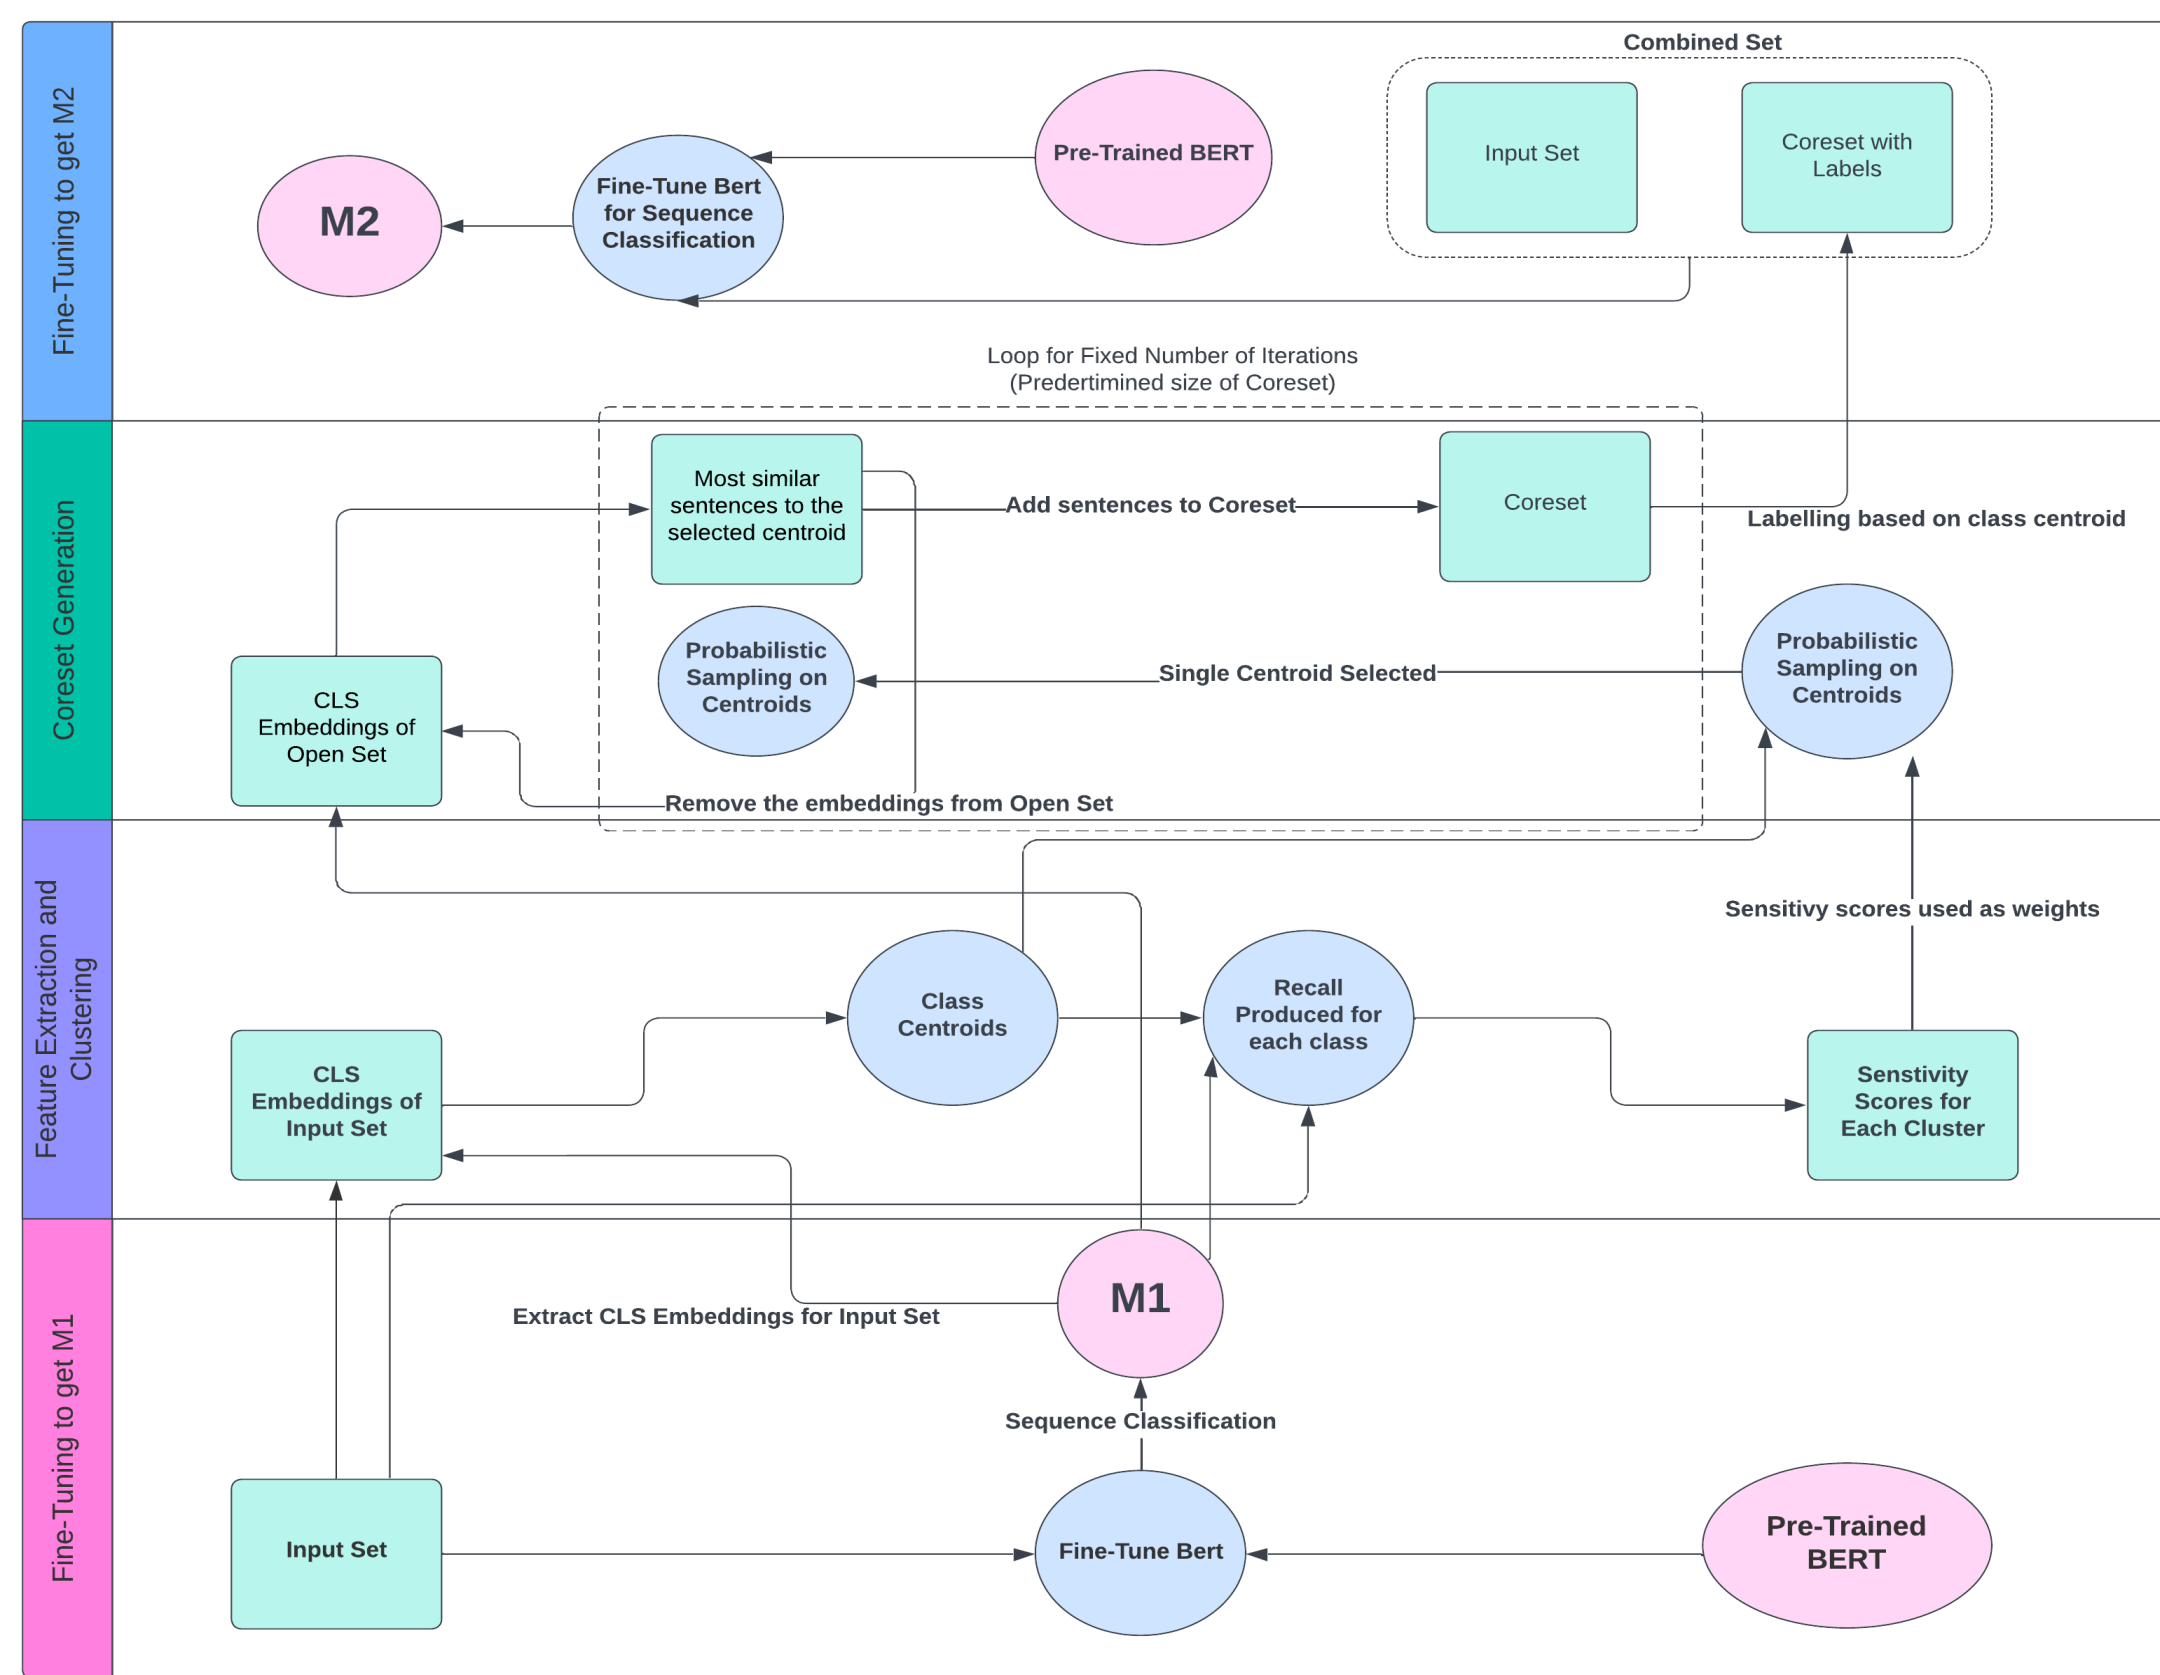 Fine-Tuning to get M2
Combined Set
Input Set
Coreset with
Labels
Pre-Trained BERT
Fine-Tune Bert
for Sequence
Classification
M2
Loop for Fixed Number of Iterations
(Predertimined size of Coreset)
Coreset Generation
Most similar
sentences to the
selected centroid
Add sentences to Coreset
Coreset
Labelling based on class centroid
Probabilistic
Sampling on
Centroids
Single Centroid Selected
Probabilistic
Sampling on
Centroids
CLS
Embeddings of
Open Set
Remove the embeddings from Open Set
Feature Extraction and
Clustering
Sensitivy scores used as weights
Class
Centroids
Recall
Produced for
each class
CLS
Embeddings of
Input Set
Senstivity
Scores for
Each Cluster
Fine-Tuning to get M1
M1
Extract CLS Embeddings for Input Set
Sequence Classification
Input Set
Fine-Tune Bert
Pre-Trained
BERT